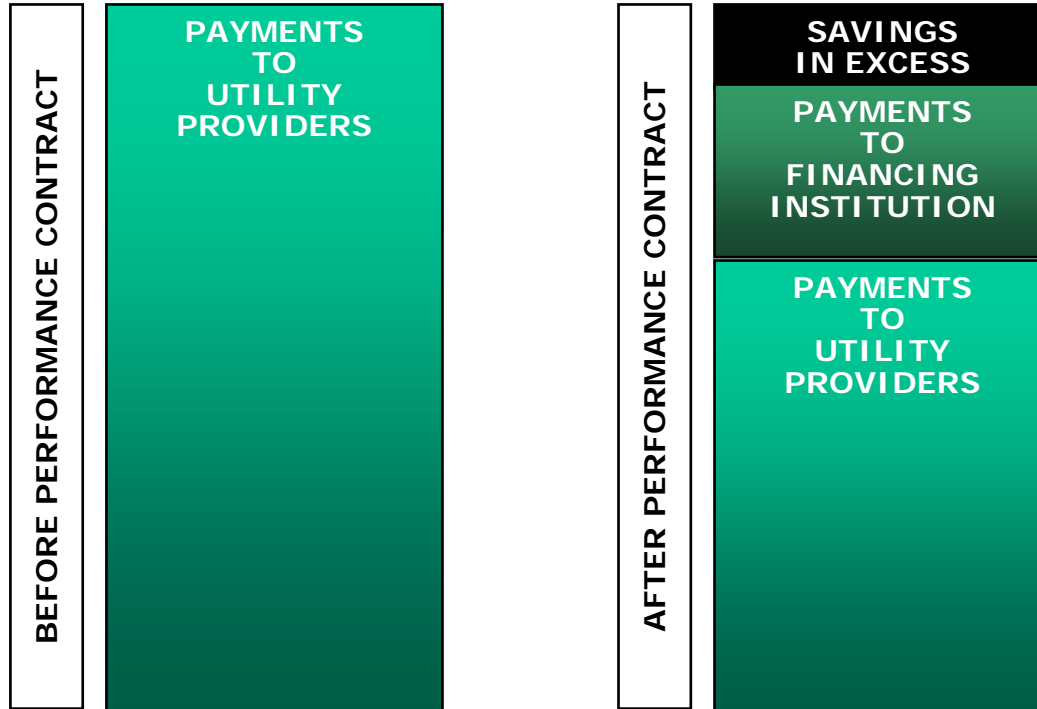 BEFORE PERFORMANCE CONTRACT
PAYMENTS
TO
UTILITY
PROVIDERS
AFTER PERFORMANCE CONTRACT
SAVINGS
IN EXCESS
PAYMENTS
TO
FINANCING
INSTITUTION
PAYMENTS
TO
UTILITY
PROVIDERS